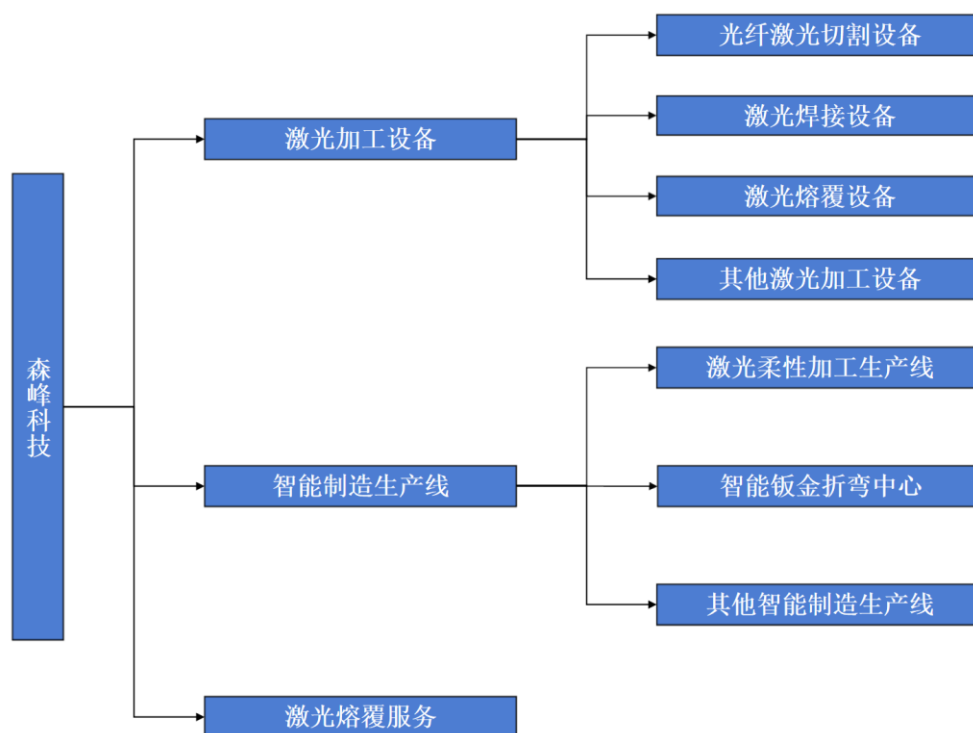 森峰科技
激光加工设备
光纤激光切割设备
激光焊接设备
激光熔覆设备
其他激光加工设备
智能制造生产线
激光柔性加工生产线
智能钣金折弯中心
其他智能制造生产线
激光熔覆服务